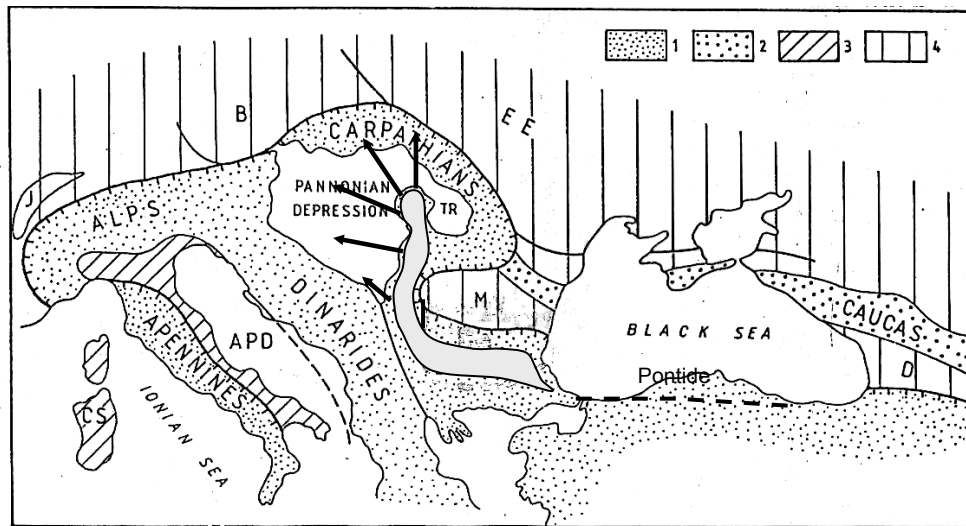 1 2 3 4
B
EE
CARPATHIANS
J
ALPS
PANNONIAN
DEPRESSION
TR
DINARIDES
M
CAUCAS
BLACK SEA
APENNINES
APD
D
Pontide
CS
IONIAN SEA